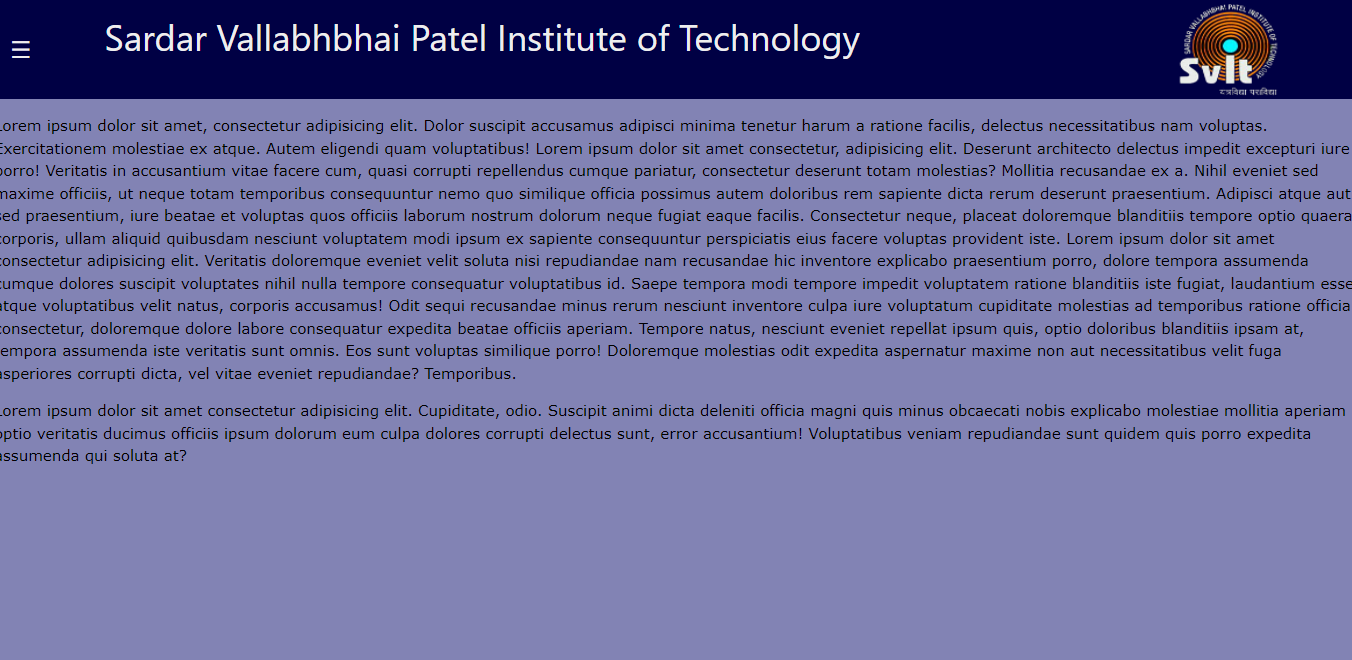 ☰ Sardar Vallabhbhai Patel Institute of Technology
SARDAR VALLABHBHAI PATEL INSTITUTE OF TECHNOLOGY
SVIT
Lorem ipsum dolor sit amet, consectetur adipisicing elit. Dolor suscipit accusamus adipisci minima tenetur harum a ratione facilis, delectus necessitatibus nam voluptas.
Exercitationem molestiae ex atque. Autem eligendi quam voluptatibus! Lorem ipsum dolor sit amet consectetur, adipisicing elit. Deserunt architecto delectus impedit excepturi iure
porro! Veritatis in accusantium vitae facere cum, quasi corrupti repellendus cumque pariatur, consectetur deserunt totam molestias? Mollitia recusandae ex a. Nihil eveniet sed
maxime officiis, ut neque totam temporibus consequuntur nemo quo similique officia possimus autem doloribus rem sapiente dicta rerum deserunt praesentium. Adipisci atque aut
sed praesentium, iure beatae et voluptas quos officiis laborum nostrum dolorum neque fugiat eaque facilis. Consectetur neque, placeat doloremque blanditiis tempore optio quaera
corporis, ullam aliquid quibusdam nesciunt voluptatem modi ipsum ex sapiente consequuntur perspiciatis eius facere voluptas provident iste. Lorem ipsum dolor sit amet
consectetur adipisicing elit. Veritatis doloremque eveniet velit soluta nisi repudiandae nam recusandae hic inventore explicabo praesentium porro, dolore tempora assumenda
cumque dolores suscipit voluptates nihil nulla tempore consequatur voluptatibus id. Saepe tempora modi tempore impedit voluptatem ratione blanditiis iste fugiat, laudantium esse
atque voluptatibus velit natus, corporis accusamus! Odit sequi recusandae minus rerum nesciunt inventore culpa iure voluptatum cupiditate molestias ad temporibus ratione officia
consectetur, doloremque dolore labore consequatur expedita beatae officiis aperiam. Tempore natus, nesciunt eveniet repellat ipsum quis, optio doloribus blanditiis ipsam at,
tempora assumenda iste veritatis sunt omnis. Eos sunt voluptas similique porro! Doloremque molestias odit expedita aspernatur maxime non aut necessitatibus velit fuga
asperiores corrupti dicta, vel vitae eveniet repudiandae? Temporibus.
Lorem ipsum dolor sit amet consectetur adipisicing elit. Cupiditate, odio. Suscipit animi dicta deleniti officia magni quis minus obcaecati nobis explicabo molestiae mollitia aperiam
optio veritatis ducimus officiis ipsum dolorum eum culpa dolores corrupti delectus sunt, error accusantium! Voluptatibus veniam repudiandae sunt quidem quis porro expedita
assumenda qui soluta at?